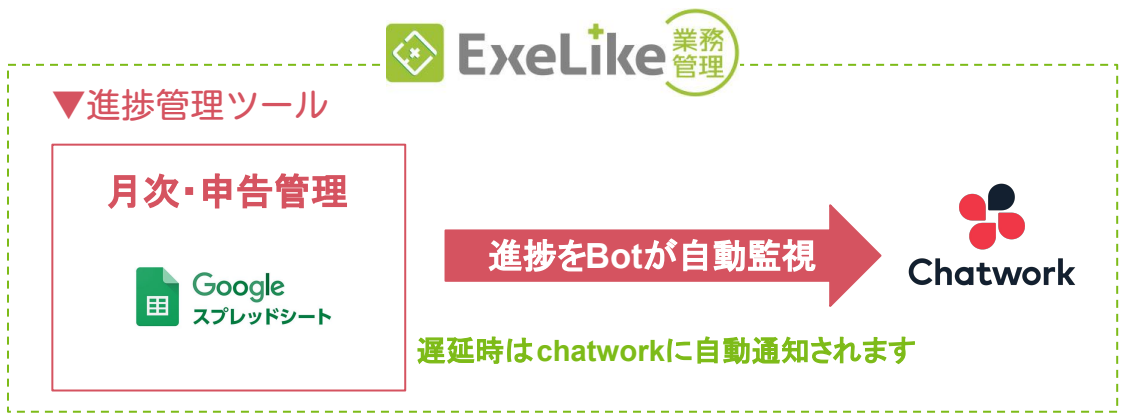 ExeLike
業務
管理
▼進捗管理ツール
月次・申告管理
Google
スプレッドシート
進捗をBotが自動監視
Chatwork
遅延時はchatworkに自動通知されます